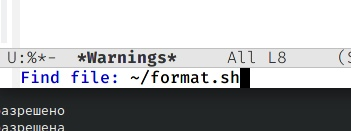 U:%*-  *Warnings*     All L8     (S
Find file: ~/format.sh
азрешено
азрешена